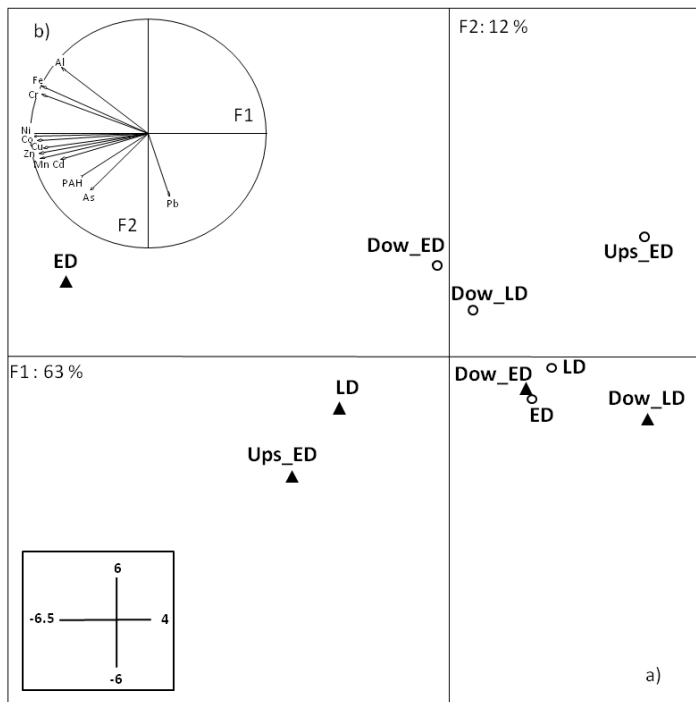 b)
F2: 12 %
Al
Fe
Cr
F1
Ni
Co
Cu
Zn
Mn Cd
PAH
As
Pb
F2
ED
Dow_ED
Ups_ED
Dow_LD
F1 : 63 %
LD
Dow_ED
LD
Dow_LD
ED
Ups_ED
6
-6.5
4
-6
a)